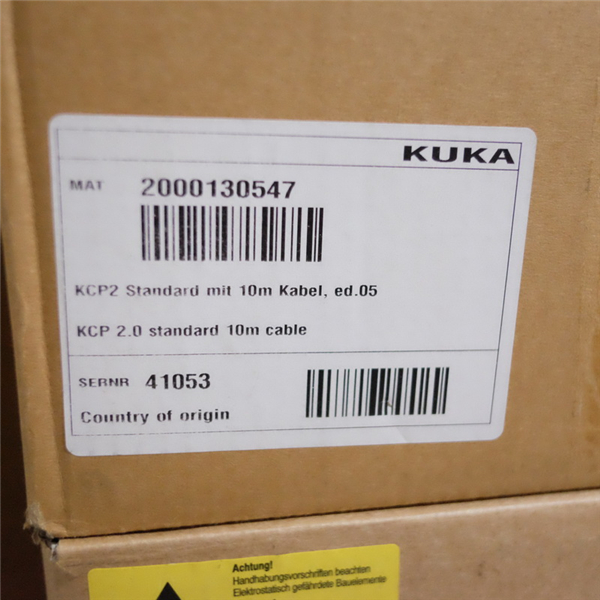 KUKA
MAT 2000130547
KCP2 Standard mit 10m Kabel, ed.05
KCP 2.0 standard 10m cable
SERNR 41053
Country of origin
Achtung!
Handhabungsvorschriften beachten
Elektrostatisch gefährdete Bauelemente